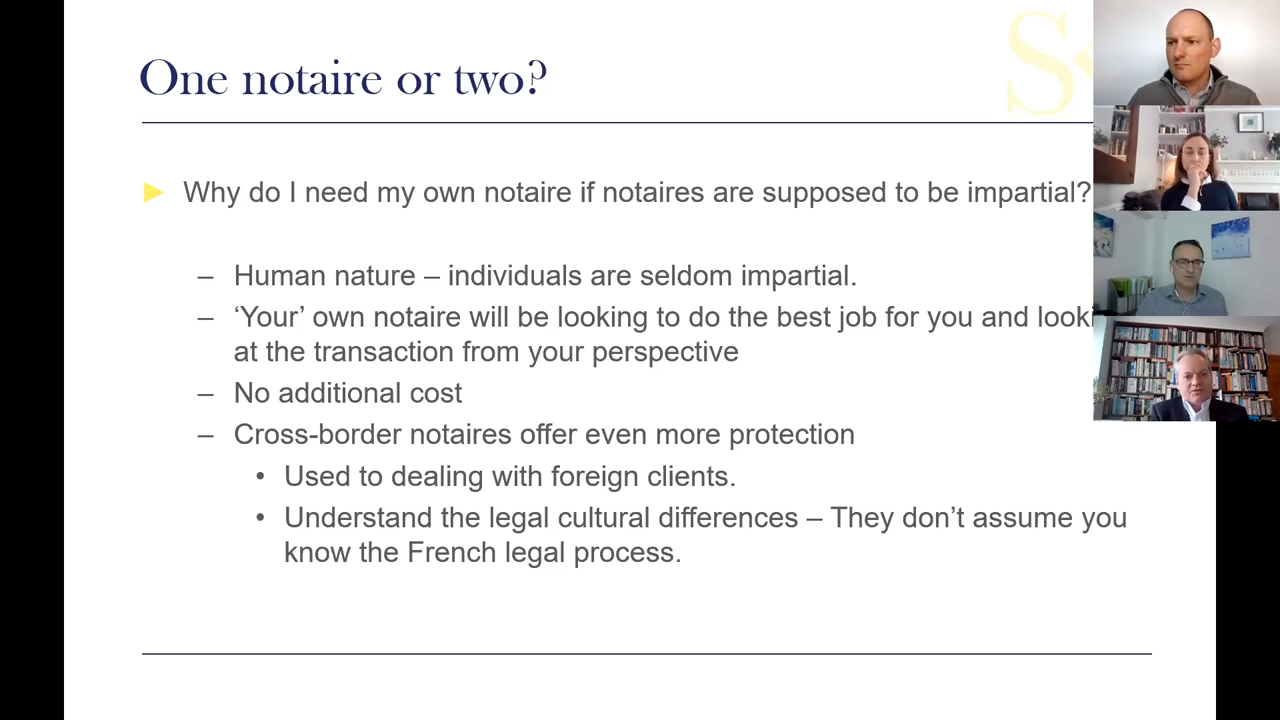 One notaire or two?
► Why do I need my own notaire if notaires are supposed to be impartial?
– Human nature – individuals are seldom impartial.
– ‘Your’ own notaire will be looking to do the best job for you and
at the transaction from your perspective
– No additional cost
– Cross-border notaires offer even more protection
• Used to dealing with foreign clients.
• Understand the legal cultural differences – They don’t assume you
know the French legal process.